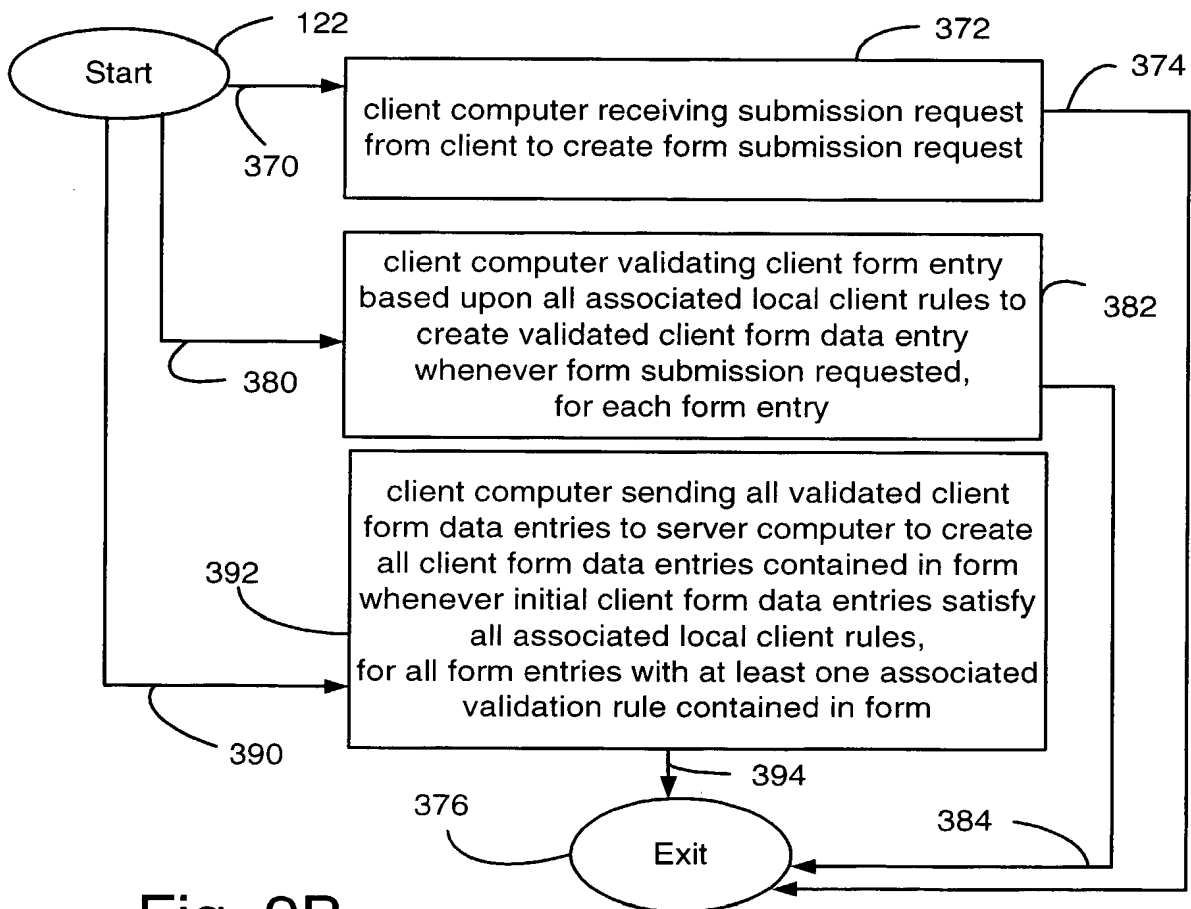 122
Start
370
372
374
client computer receiving submission request
from client to create form submission request
380
382
client computer validating client form entry
based upon all associated local client rules to
create validated client form data entry
whenever form submission requested,
for each form entry
392
client computer sending all validated client
form data entries to server computer to create
all client form data entries contained in form
whenever initial client form data entries satisfy
all associated local client rules,
for all form entries with at least one associated
validation rule contained in form
390
394
376
384
Exit